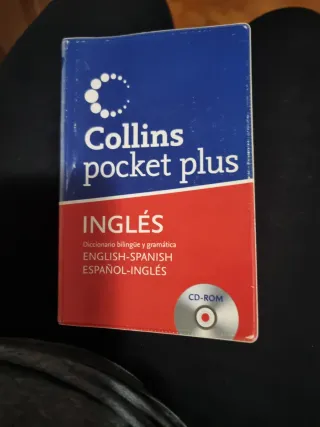 Collins
pocket plus
INGLÉS
Diccionario bilingüe y gramática
ENGLISH-SPANISH
ESPAÑOL-INGLÉS
CD-ROM